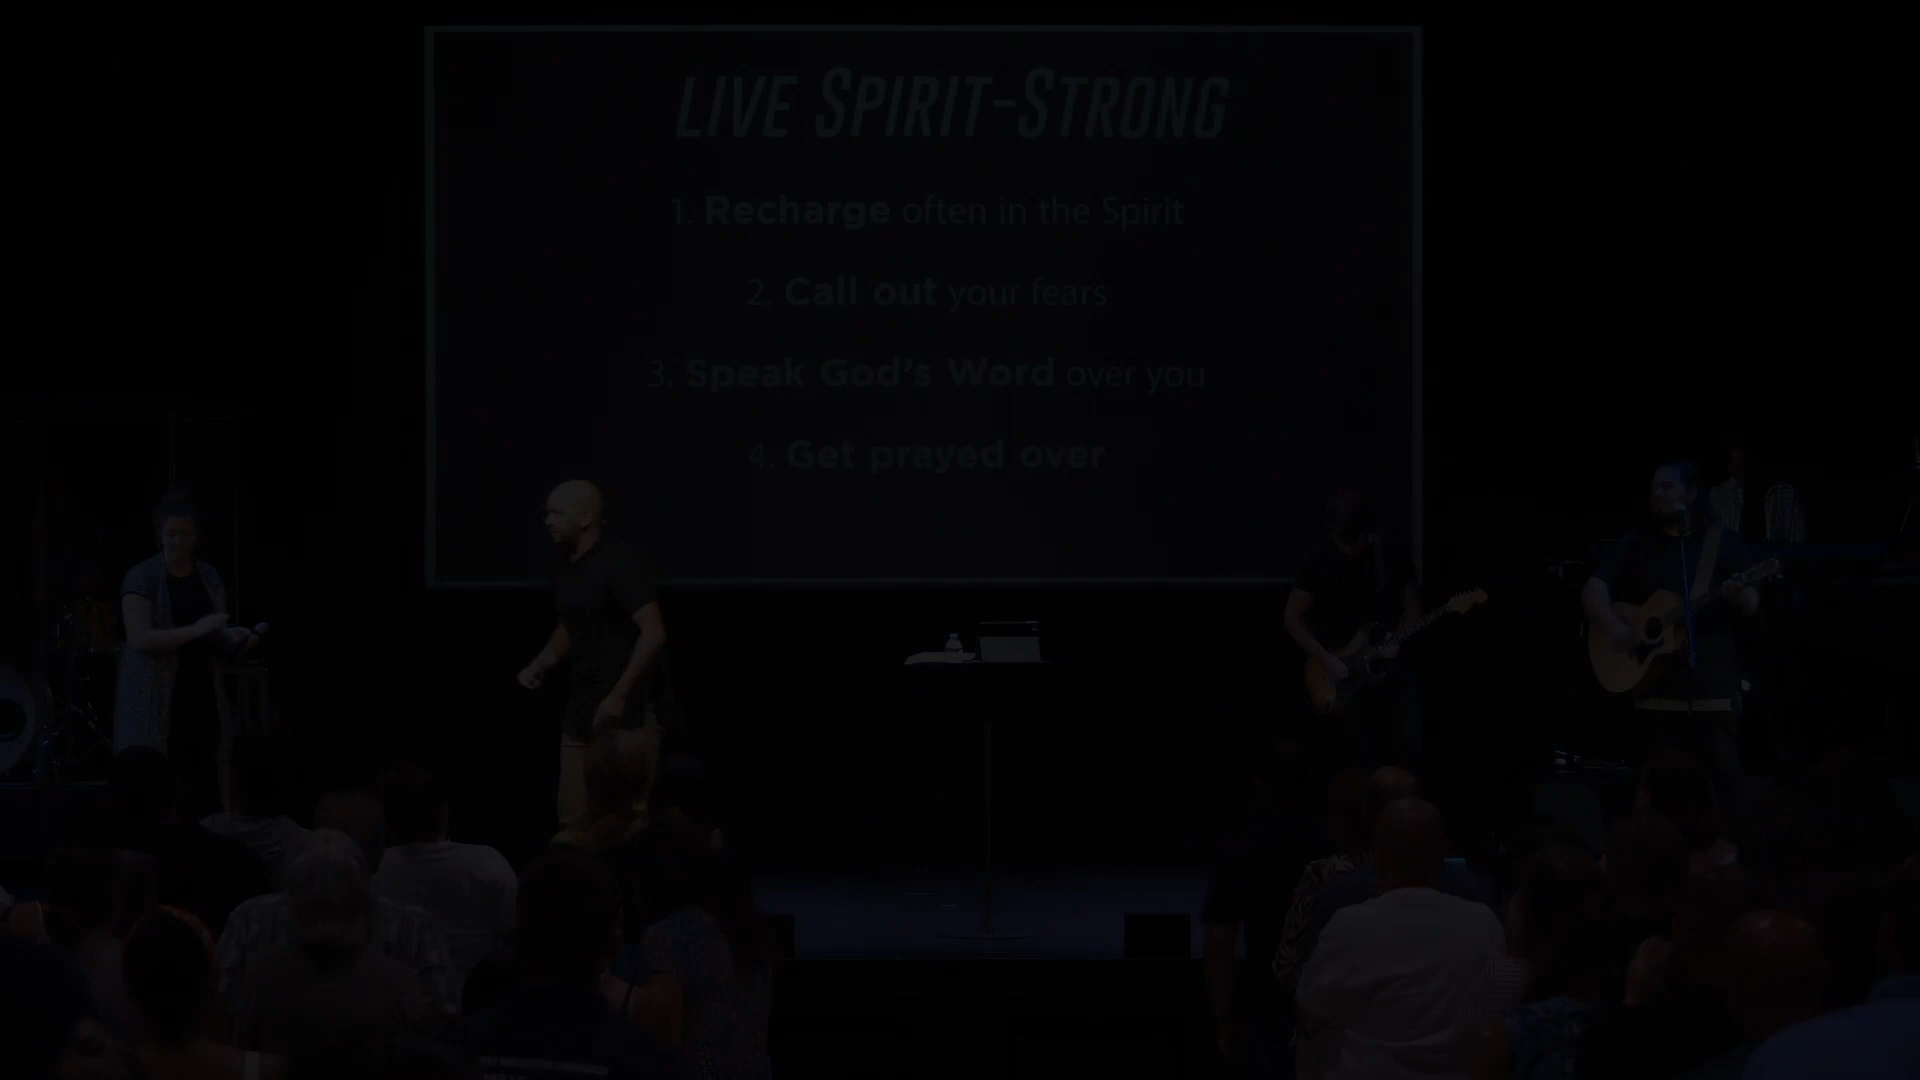 LIVE SPIRIT-STRONG
1. Recharge often in the Spirit
2. Call out your fears
3. Speak God's Word over you
4. Get prayed over